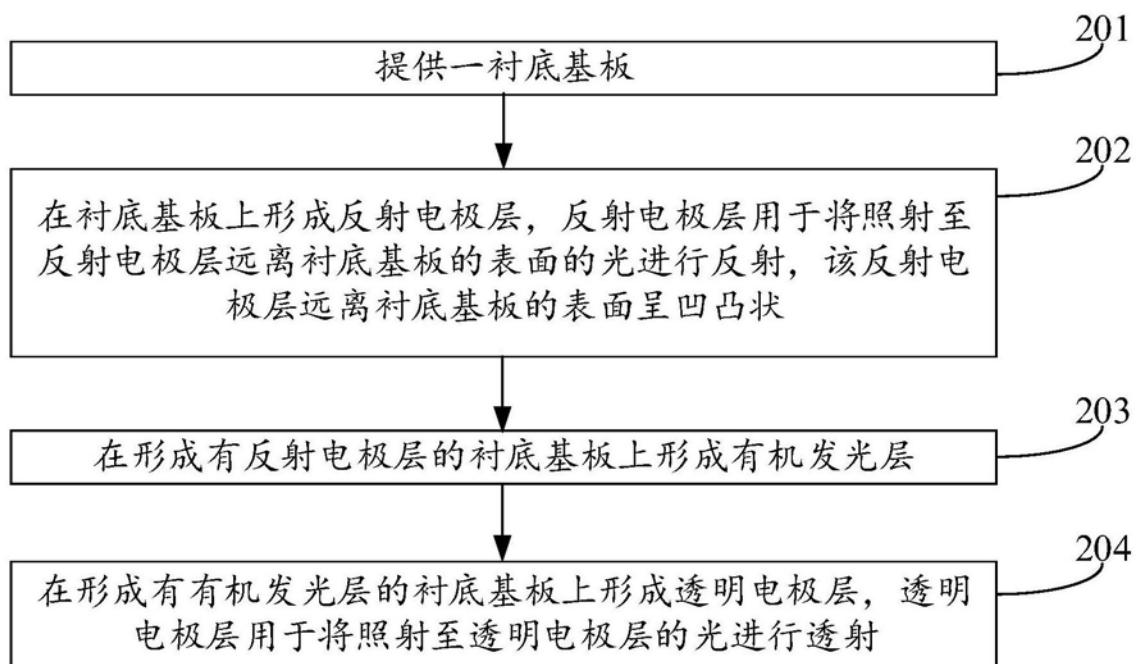 201
提供一衬底基板
202
在衬底基板上形成反射电极层，反射电极层用于将照射至
反射电极层远离衬底基板的表面的光进行反射，该反射电
极层远离衬底基板的表面呈凹凸状
203
在形成有反射电极层的衬底基板上形成有机发光层
204
在形成有有机发光层的衬底基板上形成透明电极层，透明
电极层用于将照射至透明电极层的光进行透射